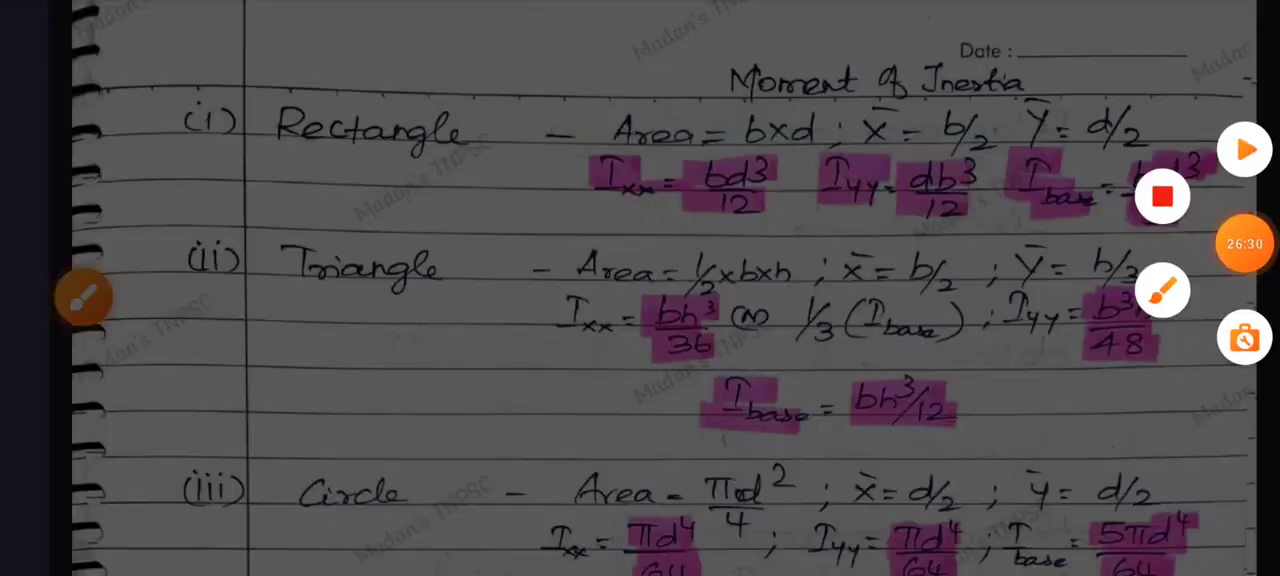 Date :
Moment of Inertia
(i) Rectangle - Area = b×d ; x̄ = b/2 ȳ = d/2
Ixx = bd³/12 Iyy = db³/12 Ibase =
(ii) Triangle - Area = 1/2×b×h ; x̄ = b/2 ; ȳ = h/3
Ixx = bh³/36 (or) 1/3 (Ibase) ; Iyy = b³ /48
Ibase = bh³/12
(iii) Circle - Area - πd²/4 ; x̄ = d/2 ; ȳ = d/2
Ixx = πd⁴/64 ; Iyy = πd⁴/64 ; Ibase = 5πd⁴/64
26:30
Madan's TNPSC